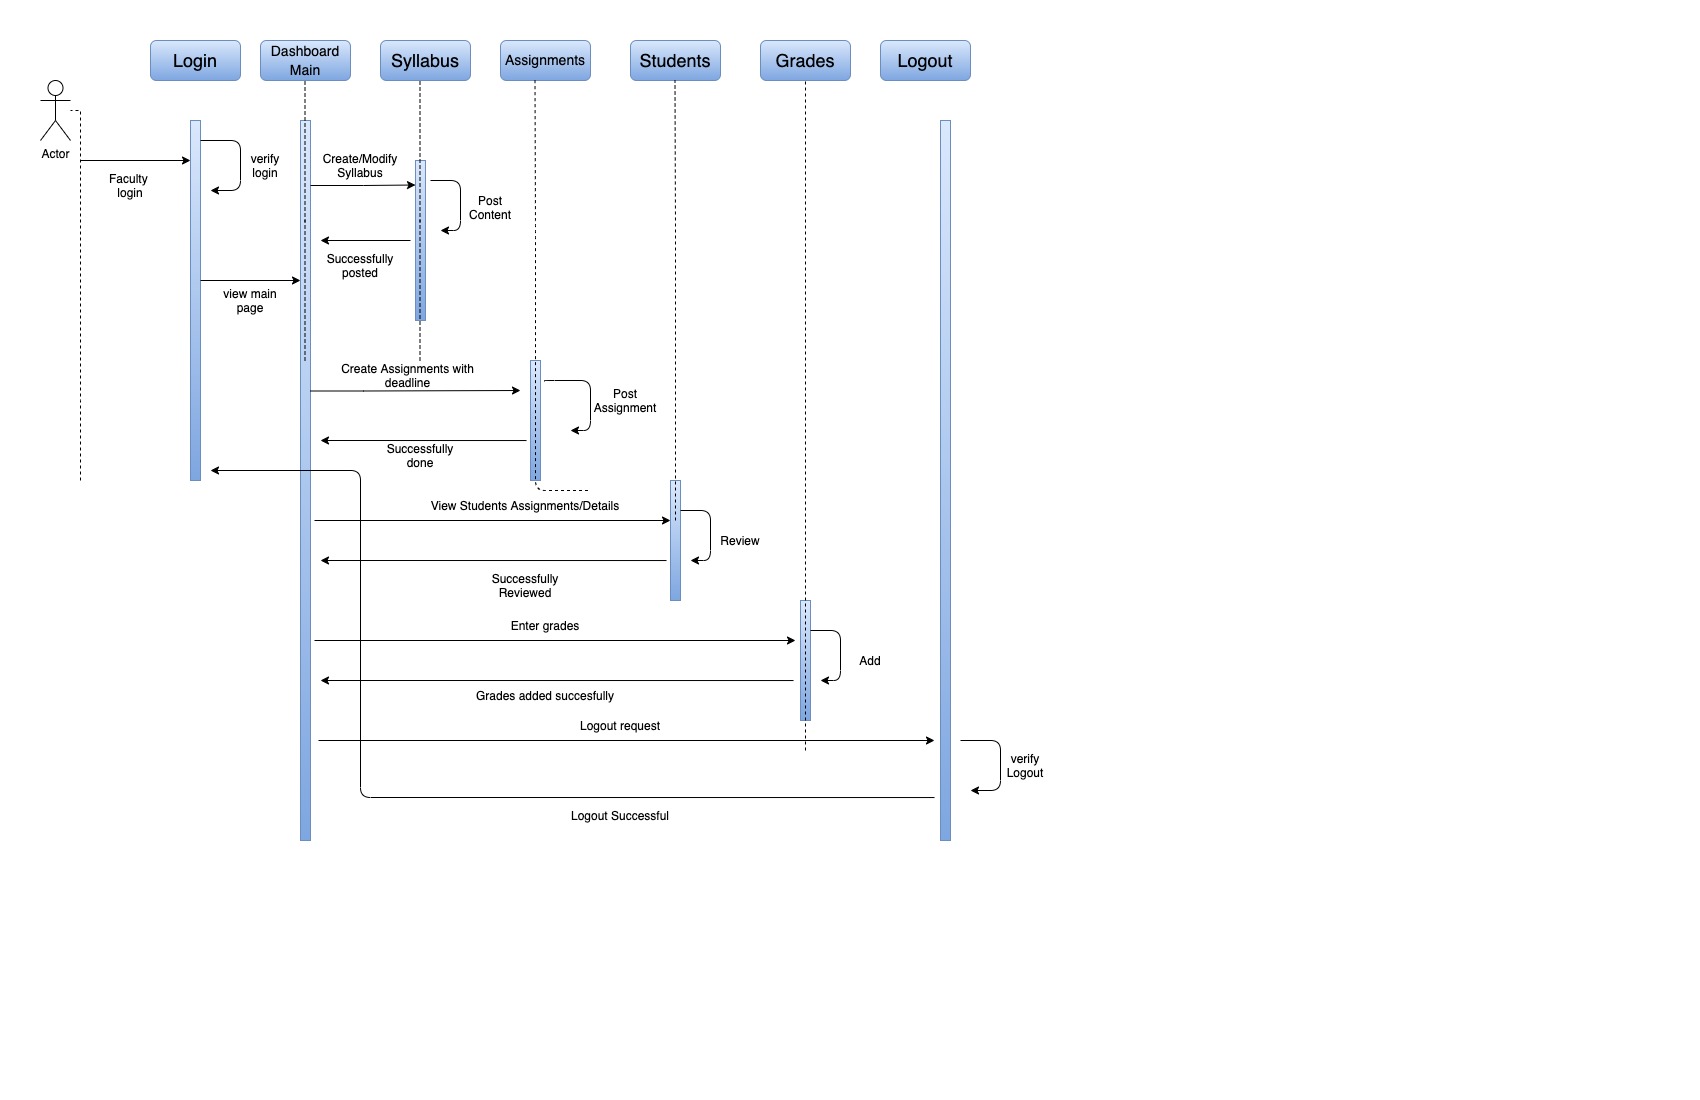 Login
Dashboard
Main
Syllabus
Assignments
Students
Grades
Logout
Actor
Faculty
login
verify
login
Create/Modify
Syllabus
Post
Content
Successfully
posted
view main
page
Create Assignments with
deadline
Post
Assignment
Successfully
done
View Students Assignments/Details
Review
Successfully
Reviewed
Enter grades
Add
Grades added succesfully
Logout request
verify
Logout
Logout Successful